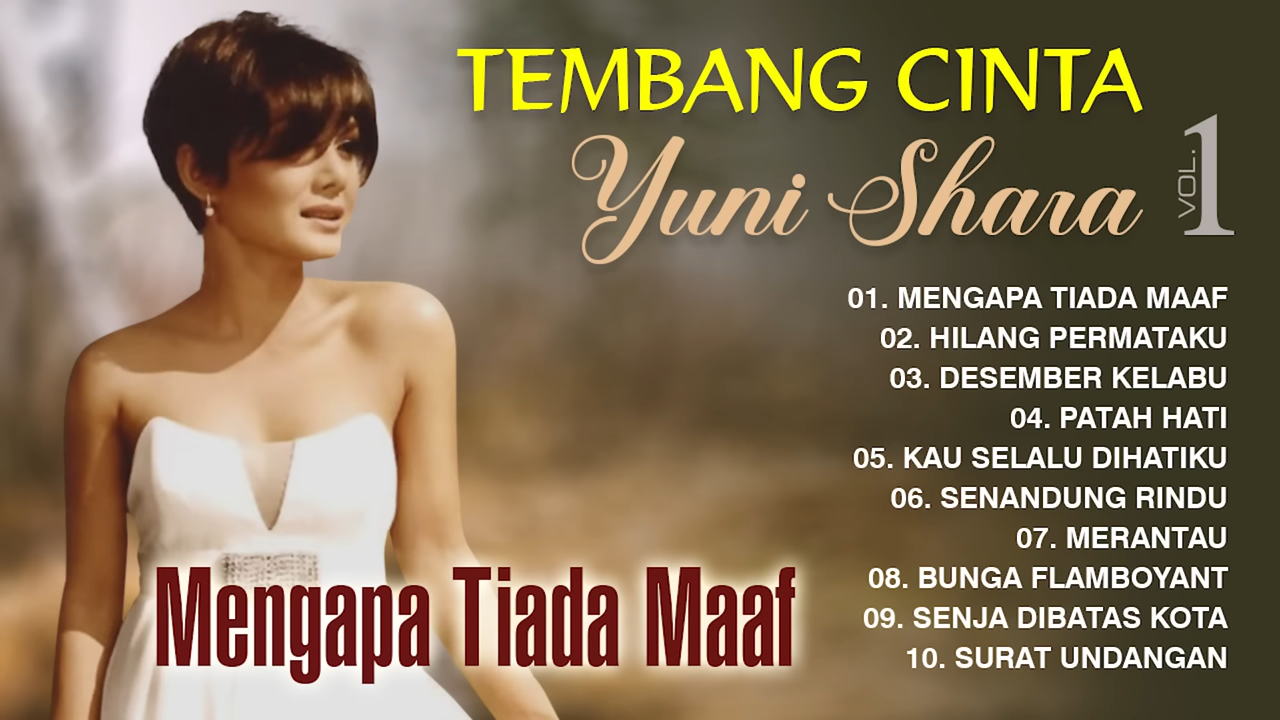 TEMBANG CINTA
Yuni Shara
VOL. 1
01. MENGAPA TIADA MAAF
02. HILANG PERMATAKU
03. DESEMBER KELABU
04. PATAH HATI
05. KAU SELALU DIHATIKU
06. SENANDUNG RINDU
07. MERANTAU
08. BUNGA FLAMBOYANT
09. SENJA DIBATAS KOTA
10. SURAT UNDANGAN
Mengapa Tiada Maaf